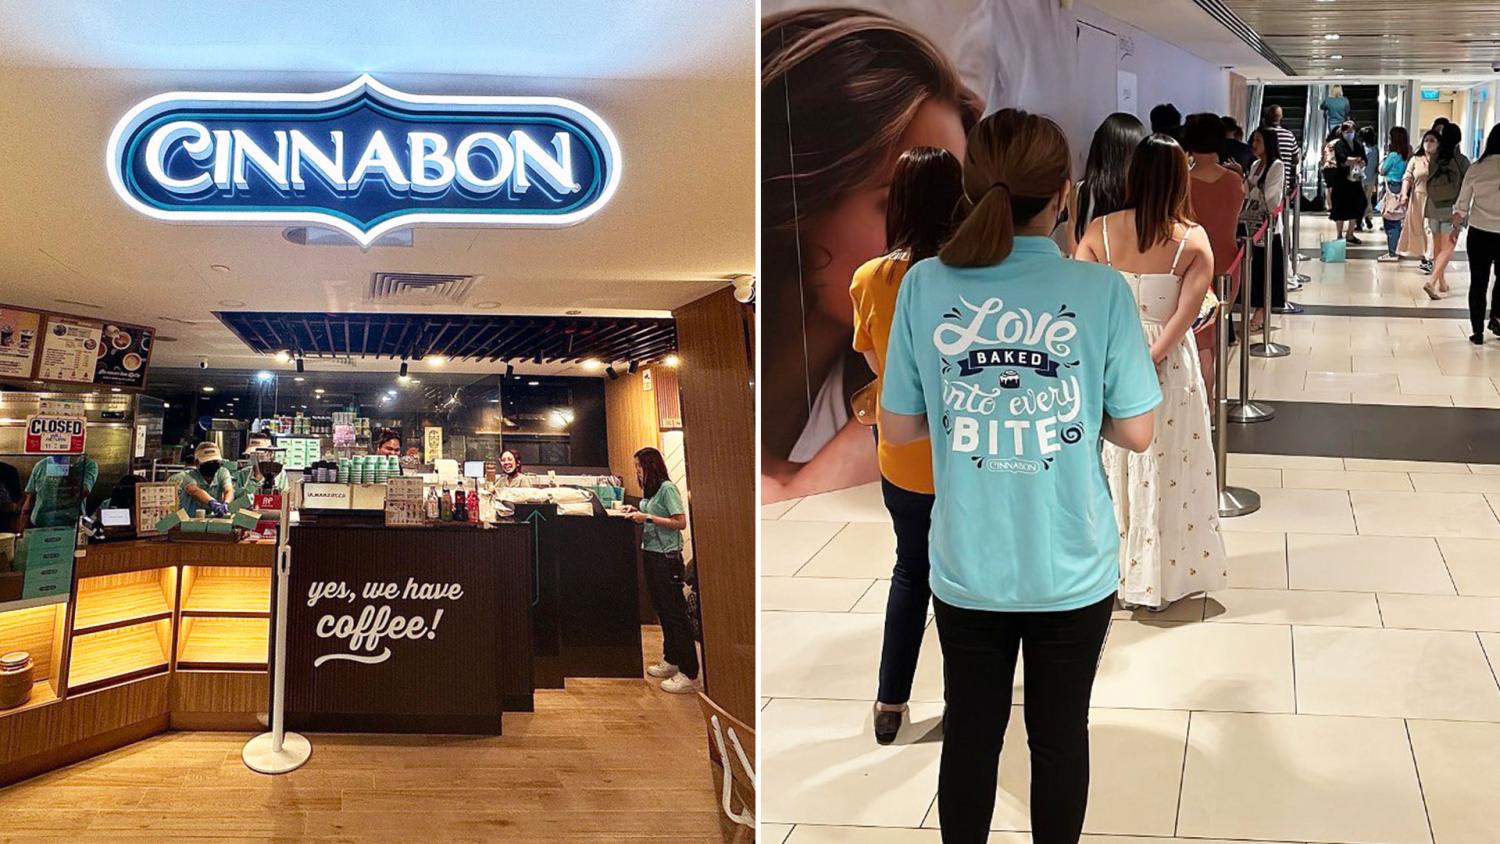 CINNABON
CLOSED
yes, we have
coffee!
LOVE
BAKED
into every
BITE
CINNABON